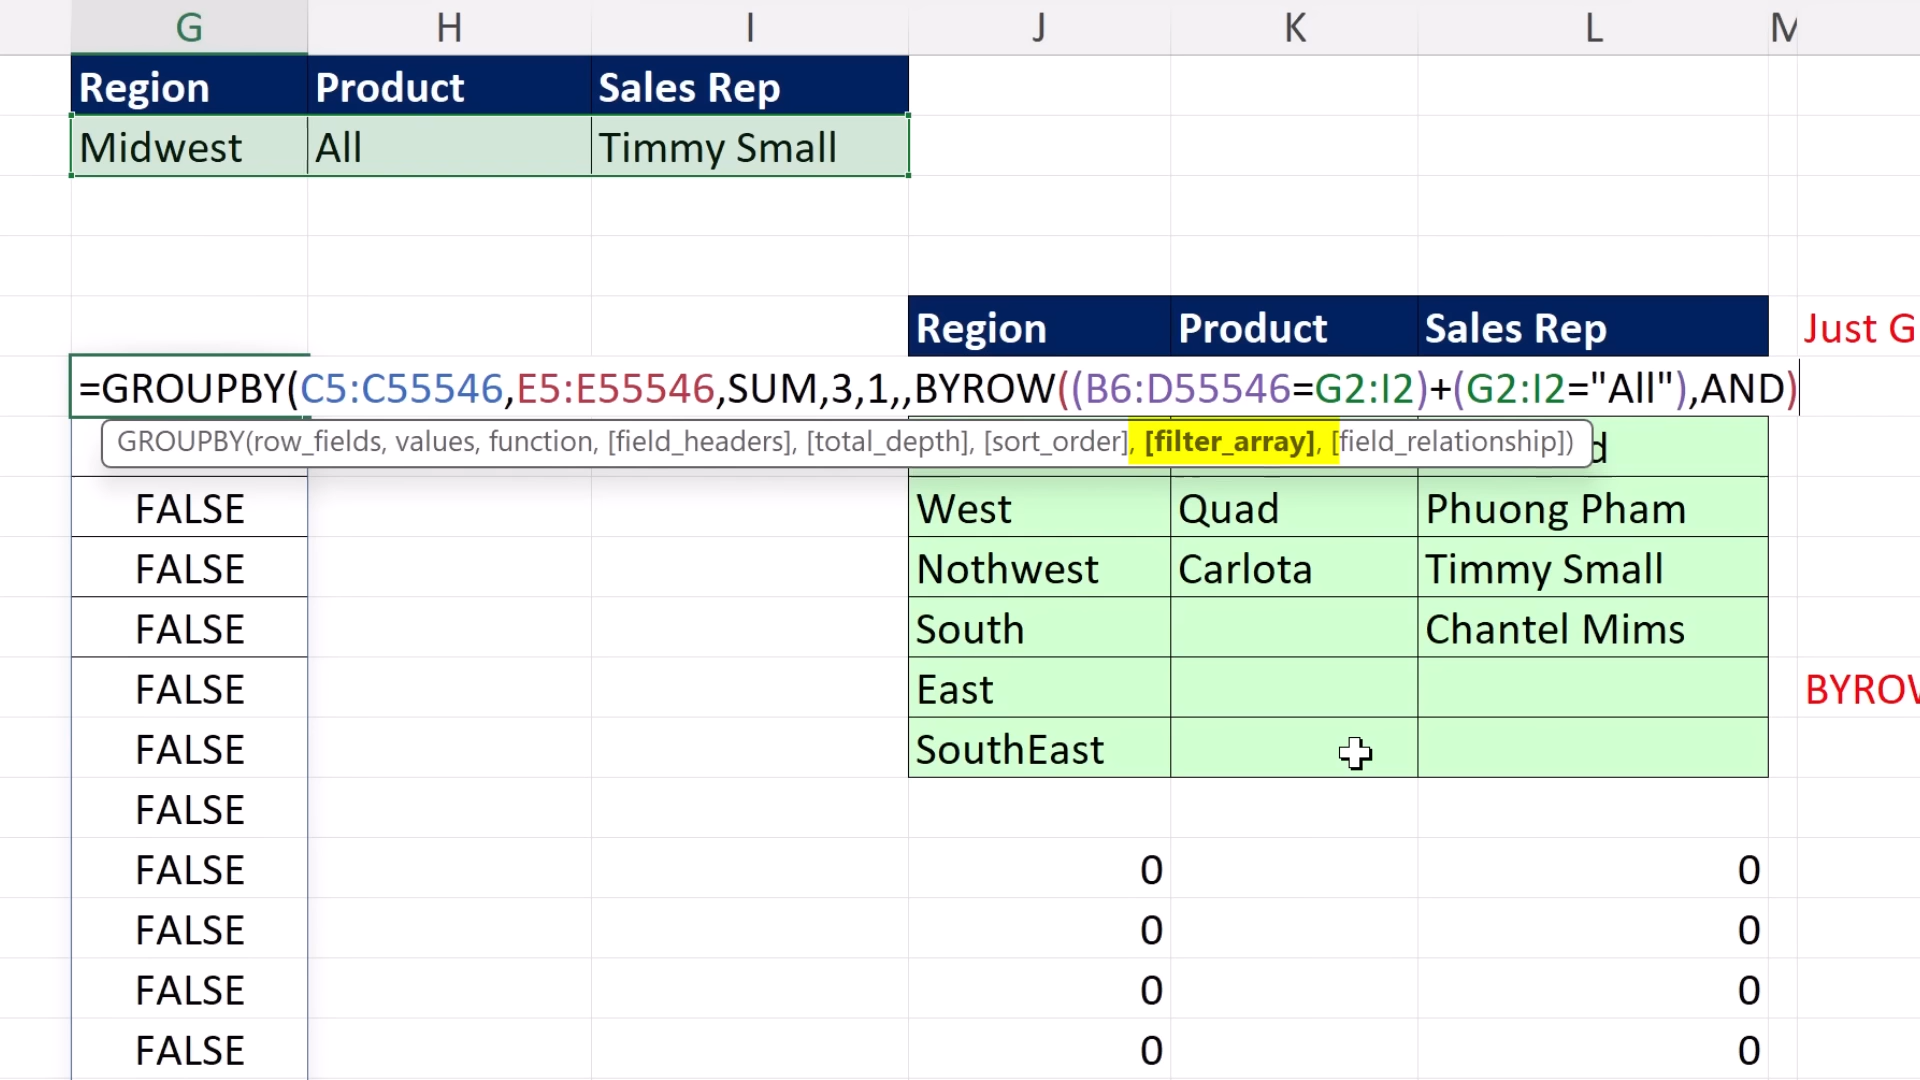 G H I J K L
Region Product Sales Rep
Midwest All Timmy Small
Region Product Sales Rep Just G
=GROUPBY(C5:C55546,E5:E55546,SUM,3,1,,BYROW((B6:D55546=G2:I2)+(G2:I2="All"),AND)
GROUPBY(row_fields, values, function, [field_headers], [total_depth], [sort_order], [filter_array], [field_relationship]) d
FALSE West Quad Phuong Pham
FALSE Nothwest Carlota Timmy Small
FALSE South Chantel Mims
FALSE East BYROW
FALSE SouthEast
FALSE
FALSE 0 0
FALSE 0 0
FALSE 0 0
FALSE 0 0